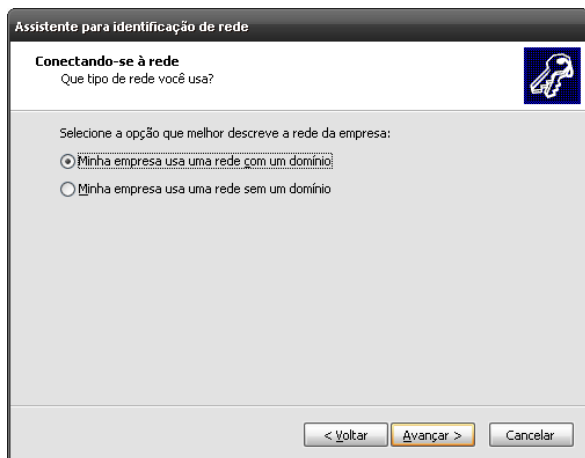 Assistente para identificação de rede
Conectando-se à rede
Que tipo de rede você usa?
Selecione a opção que melhor descreve a rede da empresa:
Minha empresa usa uma rede com um domínio
Minha empresa usa uma rede sem um domínio
< Voltar Avançar > Cancelar